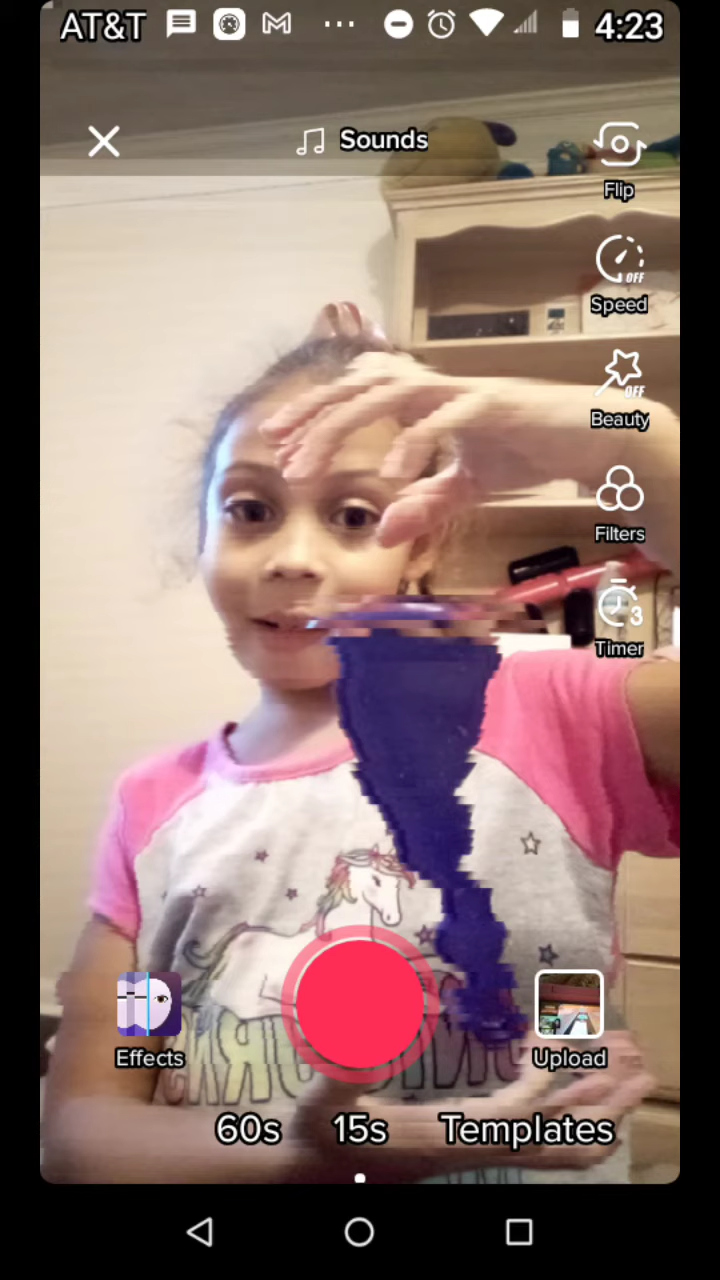 AT&T 4:23
Sounds
Flip
OFF
Speed
OFF
Beauty
Filters
3
Timer
Effects
Upload
60s 15s Templates